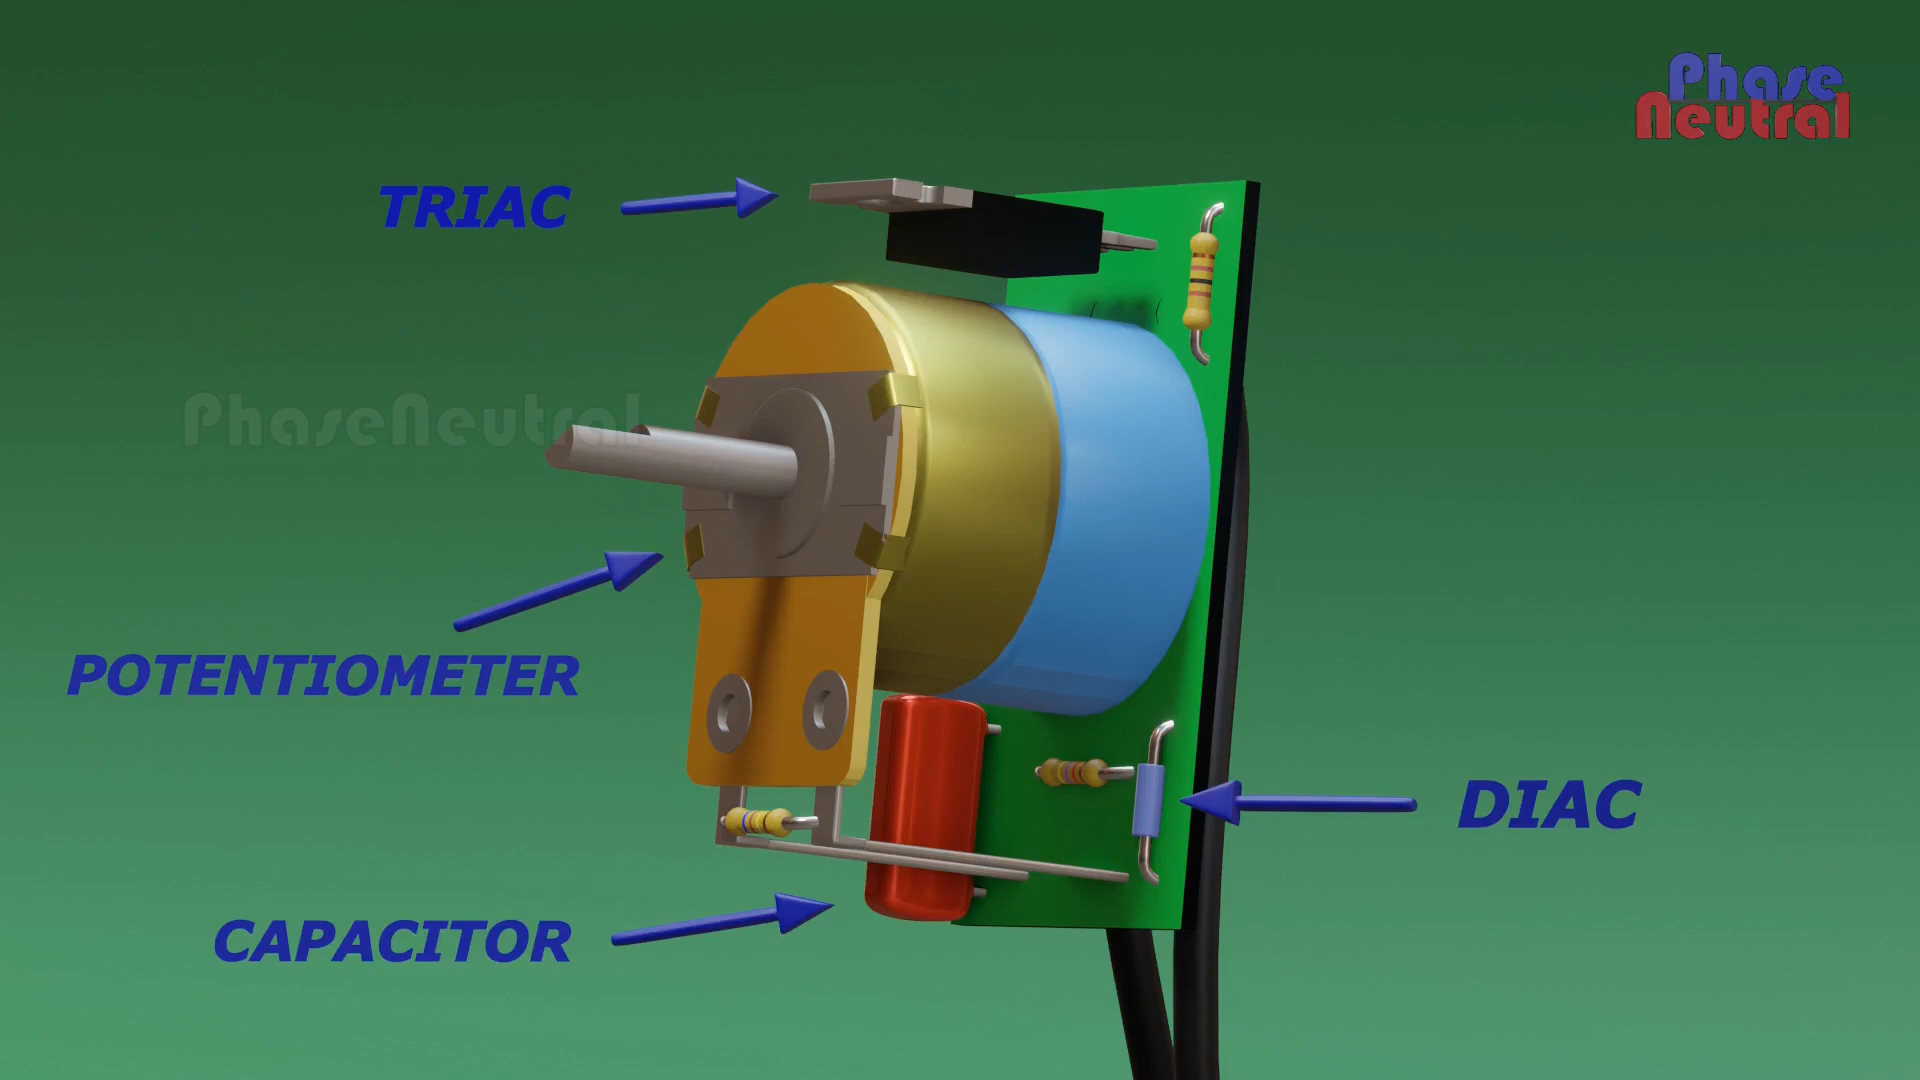 Phase
Neutral
TRIAC
PhaseNeutral
POTENTIOMETER
DIAC
CAPACITOR